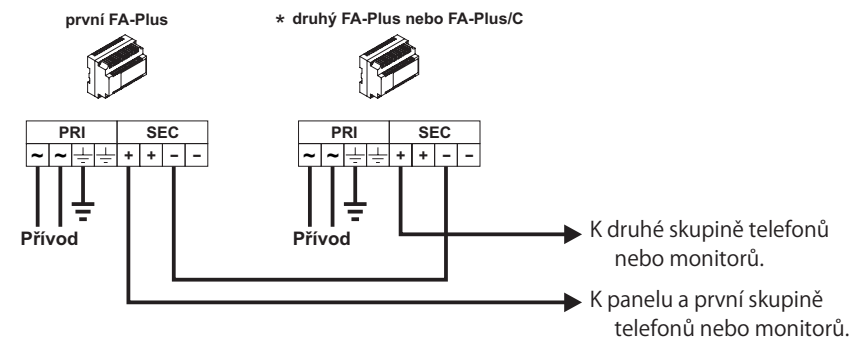 první FA-Plus
* druhý FA-Plus nebo FA-Plus/C
PRI SEC
~ ~ + + - -
PRI SEC
~ ~ + + - -
Přívod
Přívod
K druhé skupině telefonů
nebo monitorů.
K panelu a první skupině
telefonů nebo monitorů.